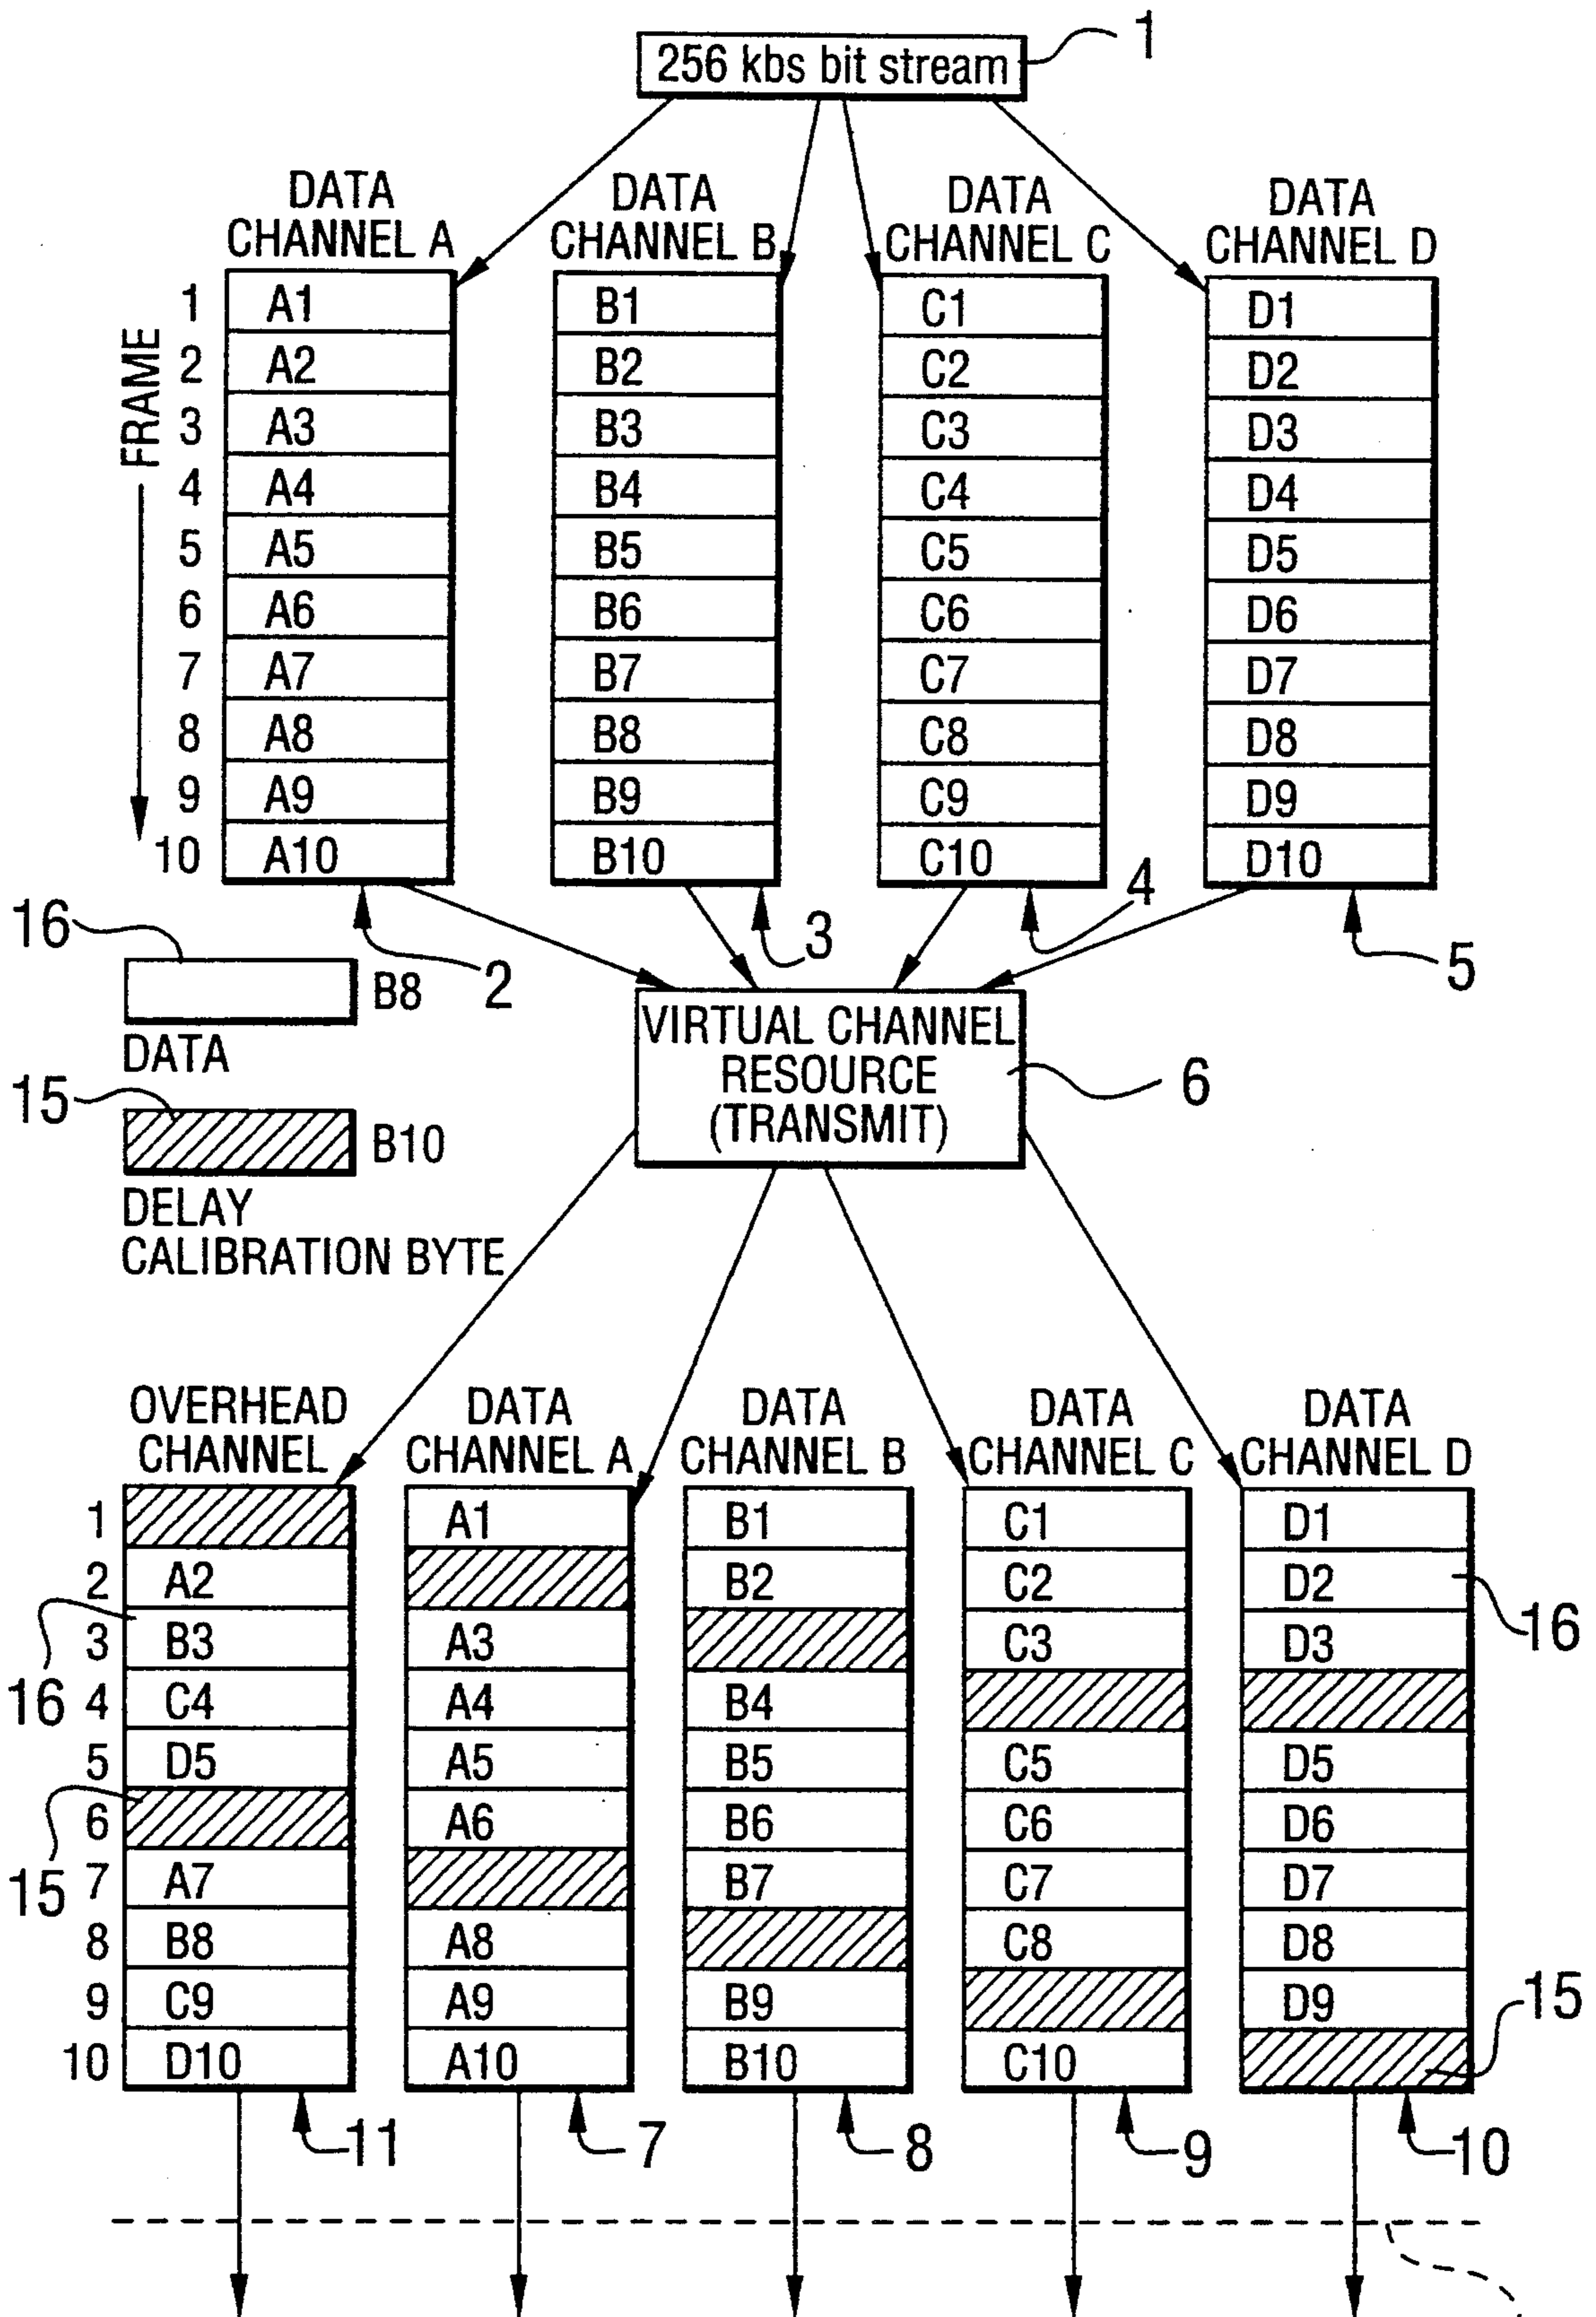 256 kbs bit stream
1
DATA
CHANNEL A
DATA
CHANNEL B
DATA
CHANNEL C
DATA
CHANNEL D
FRAME
1 A1 B1 C1 D1
2 A2 B2 C2 D2
3 A3 B3 C3 D3
4 A4 B4 C4 D4
5 A5 B5 C5 D5
6 A6 B6 C6 D6
7 A7 B7 C7 D7
8 A8 B8 C8 D8
9 A9 B9 C9 D9
10 A10 B10 C10 D10
2
3
4
5
16
B8
DATA
15
B10
DELAY
CALIBRATION BYTE
VIRTUAL CHANNEL
RESOURCE
(TRANSMIT)
6
OVERHEAD
CHANNEL
DATA
CHANNEL A
DATA
CHANNEL B
DATA
CHANNEL C
DATA
CHANNEL D
1 A1 B1 C1 D1
2 A2 B2 C2 D2
16
3 B3 A3 C3 D3
16
4 C4 A4 B4
5 D5 A5 B5 C5 D5
6 A6 B6 C6 D6
15
7 A7 B7 C7 D7
8 B8 A8 C8 D8
9 C9 A9 B9 D9
15
10 D10 A10 B10 C10
11
7
8
9
10